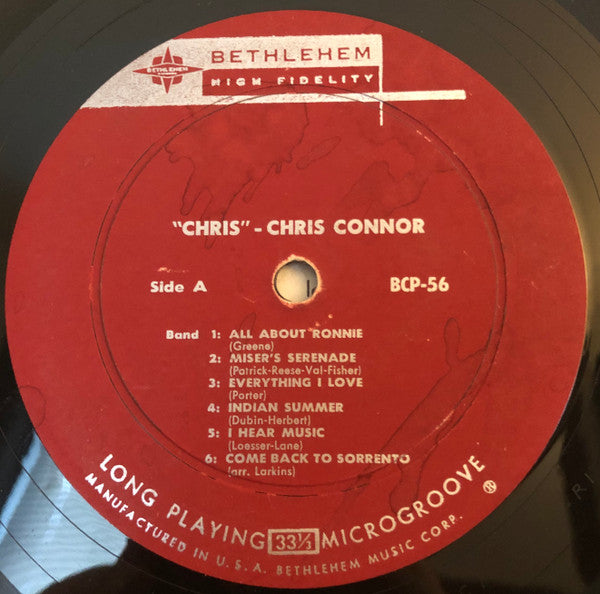 BETHLEHEM
BETHLEHEM
HIGH FIDELITY
"CHRIS" - CHRIS CONNOR
Side A
BCP-56
Band 1: ALL ABOUT RONNIE
(Greene)
2: MISER'S SERENADE
(Patrick-Reese-Val-Fisher)
3: EVERYTHING I LOVE
(Porter)
4: INDIAN SUMMER
(Dubin-Herbert)
5: I HEAR MUSIC
(Loesser-Lane)
6: COME BACK TO SORRENTO
(arr. Larkins)
LONG PLAYING 33⅓ MICROGROOVE ®
MANUFACTURED IN U.S.A. BETHLEHEM MUSIC CORP.